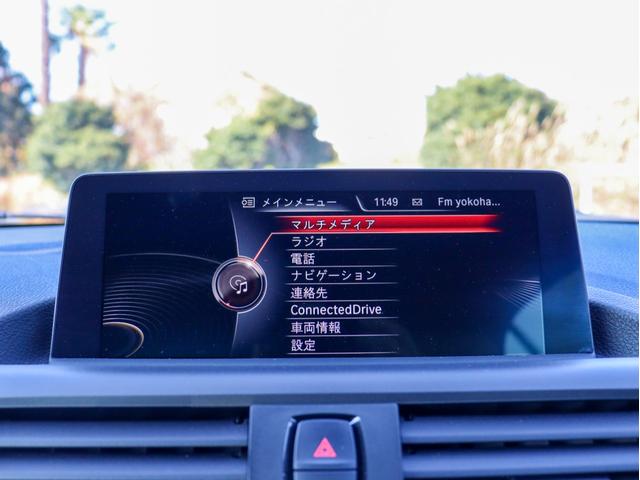 メインメニュー 11:49 Fm yokoha...
マルチメディア
ラジオ
電話
ナビゲーション
連絡先
ConnectedDrive
車両情報
設定